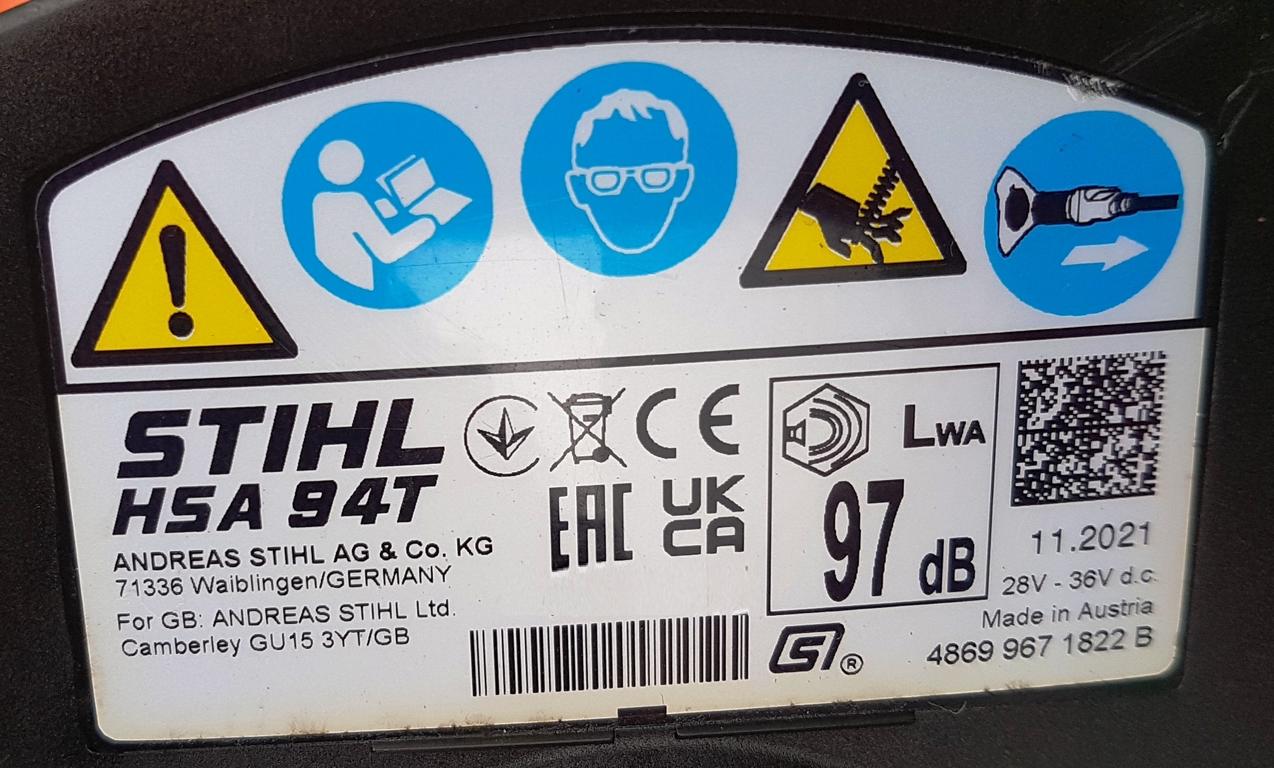 STIHL
HSA 94T
ANDREAS STIHL AG & Co. KG
71336 Waiblingen/GERMANY
For GB: ANDREAS STIHL Ltd.
Camberley GU15 3YT/GB
CE
EAC
UK
CA
LWA
97 dB
11.2021
28V - 36V d.c.
Made in Austria
4869 967 1822 B
®